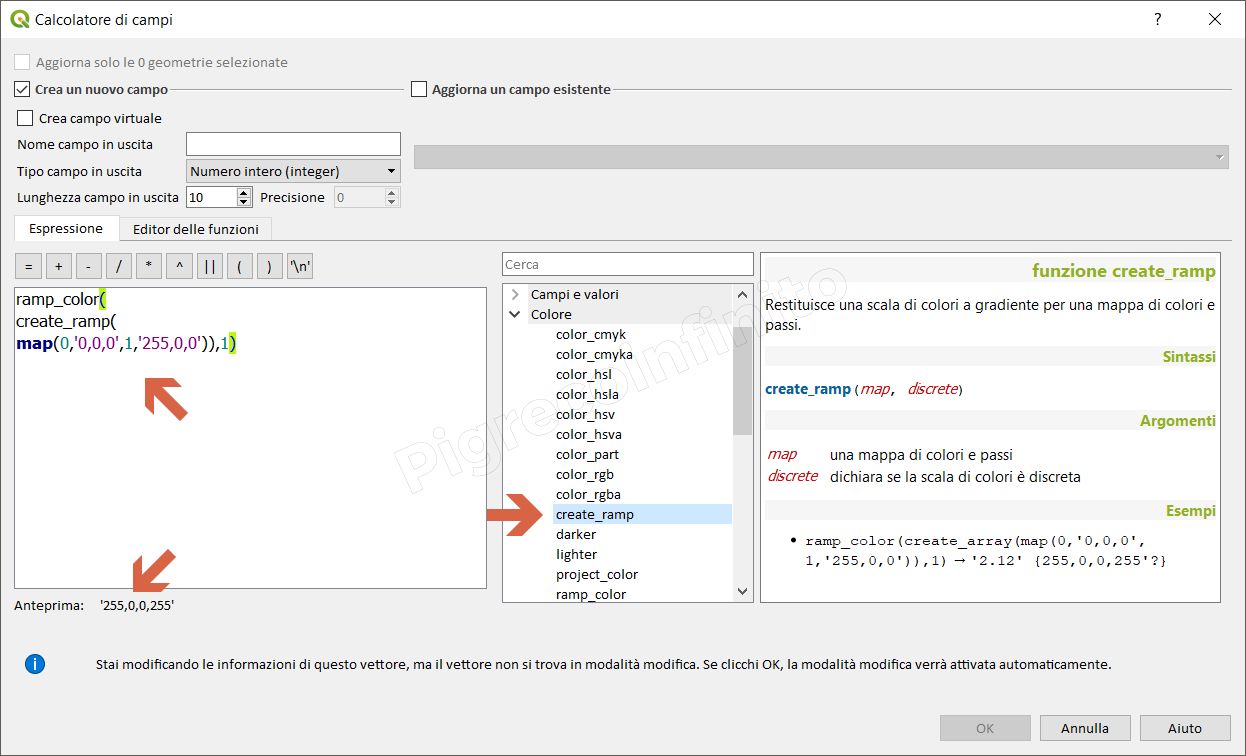 Calcolatore di campi
?
Aggiorna solo le 0 geometrie selezionate
Crea un nuovo campo
Aggiorna un campo esistente
Crea campo virtuale
Nome campo in uscita
Tipo campo in uscita Numero intero (integer)
Lunghezza campo in uscita 10 Precisione 0
Espressione Editor delle funzioni
= + - / * ^ || ( ) '\n'
ramp_color(
create_ramp(
map(0,'0,0,0',1,'255,0,0')),1)
Anteprima: '255,0,0,255'
Cerca
Campi e valori
Colore
color_cmyk
color_cmyka
color_hsl
color_hsla
color_hsv
color_hsva
color_part
color_rgb
color_rgba
create_ramp
darker
lighter
project_color
ramp_color
funzione create_ramp
Restituisce una scala di colori a gradiente per una mappa di colori e
passi.
Sintassi
create_ramp(map, discrete)
Argomenti
map una mappa di colori e passi
discrete dichiara se la scala di colori è discreta
Esempi
• ramp_color(create_array(map(0,'0,0,0',
1,'255,0,0')),1) → '2.12' {255,0,0,255'?}
Pigrecoinfinito
i
Stai modificando le informazioni di questo vettore, ma il vettore non si trova in modalità modifica. Se clicchi OK, la modalità modifica verrà attivata automaticamente.
OK Annulla Aiuto